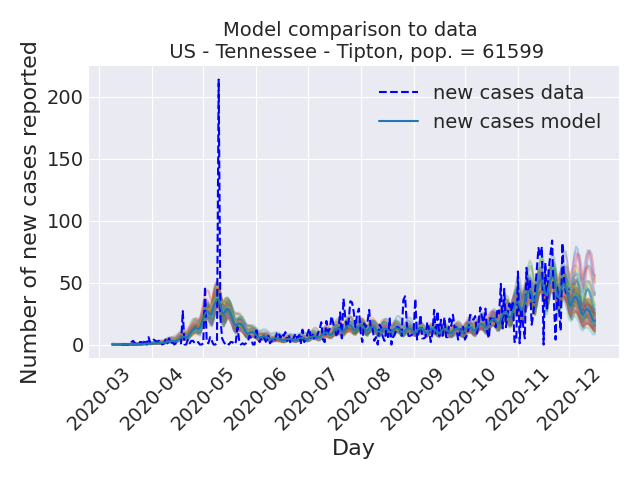 Model comparison to data
US - Tennessee - Tipton, pop. = 61599
Number of new cases reported
200
150
100
50
0
new cases data
new cases model
2020-03
2020-04
2020-05
2020-06
2020-07
2020-08
2020-09
2020-10
2020-11
2020-12
Day